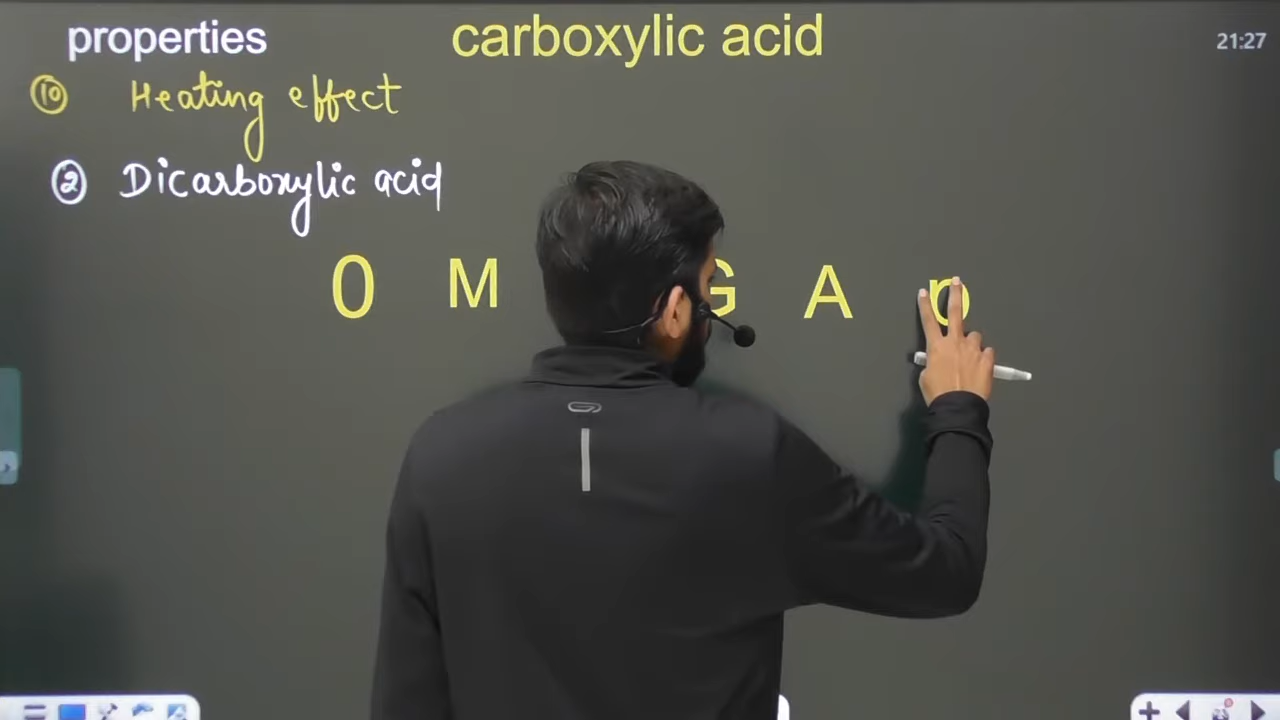 properties carboxylic acid 21:27
10 Heating effect
2 Dicarboxylic acid
O M G A p